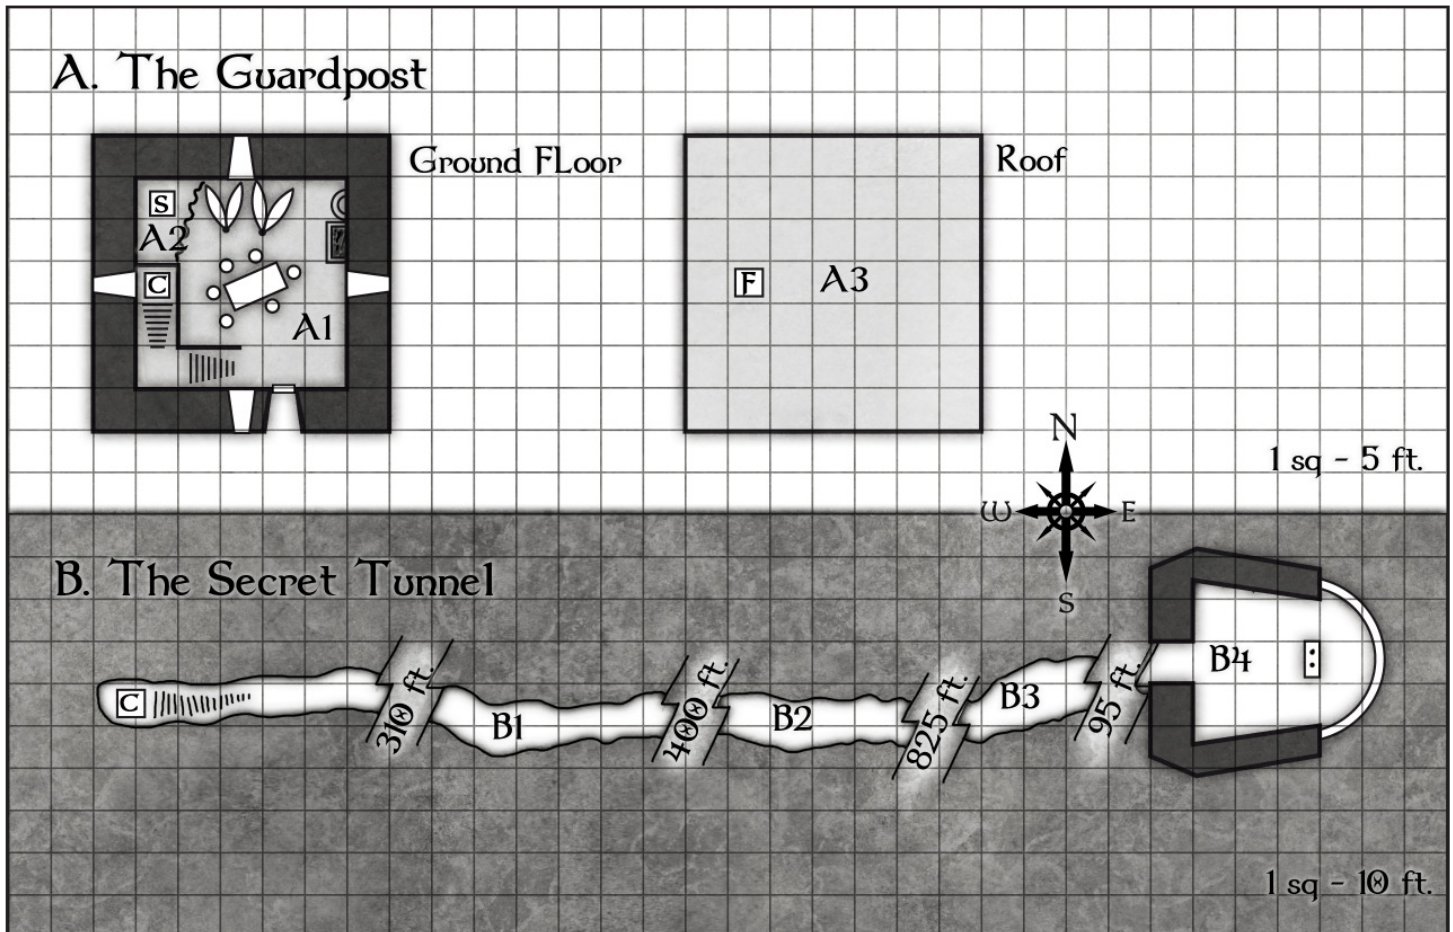 A. The Guardpost
Ground FLoor
Roof
S
A2
C
A1
F
A3
N
W
E
S
1 sq - 5 ft.
B. The Secret Tunnel
C
310 ft.
B1
400 ft.
B2
825 ft.
B3
95 ft.
B4
1 sq - 10 ft.